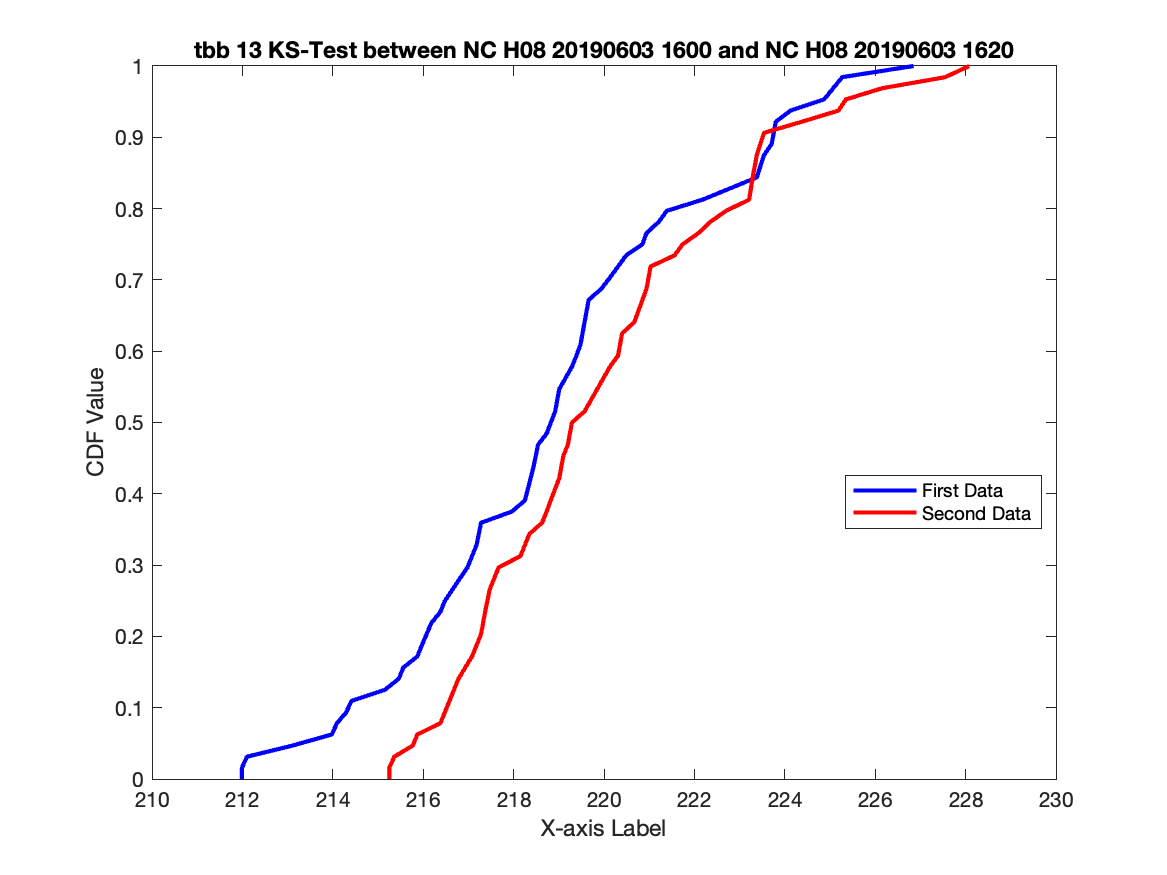 tbb 13 KS-Test between NC H08 20190603 1600 and NC H08 20190603 1620
1
0.9
0.8
0.7
0.6
0.5
0.4
0.3
0.2
0.1
0
CDF Value
First Data
Second Data
210 212 214 216 218 220 222 224 226 228 230
X-axis Label